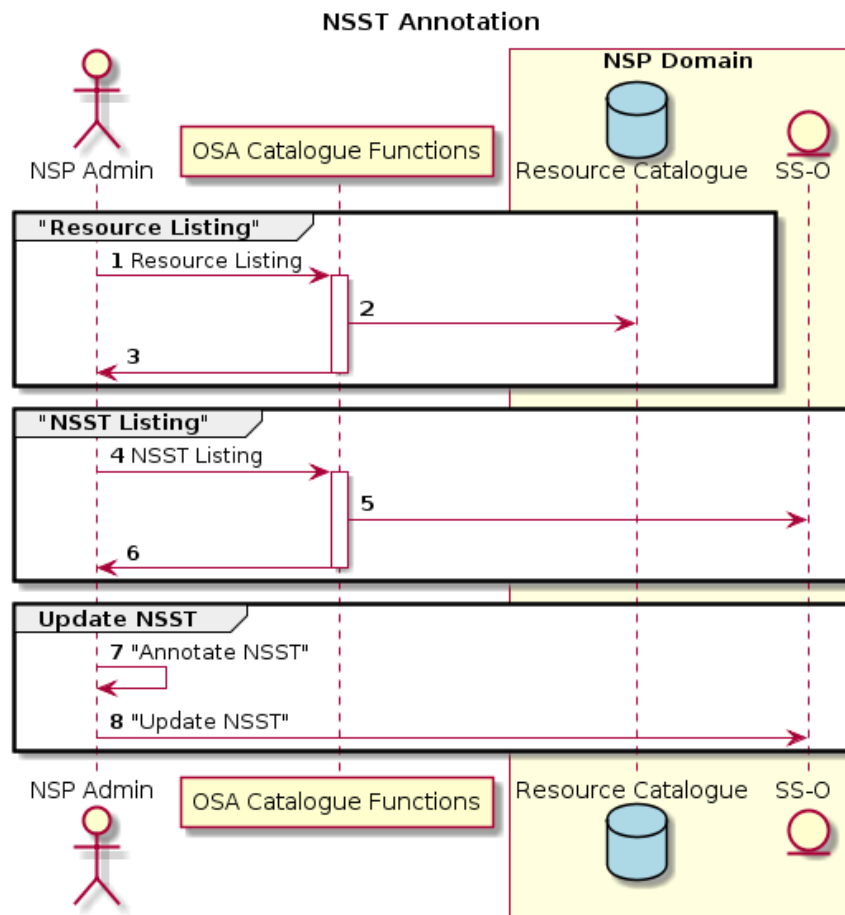 NSST Annotation
NSP Domain
NSP Admin
OSA Catalogue Functions
Resource Catalogue
SS-O
"Resource Listing"
1 Resource Listing
2
3
"NSST Listing"
4 NSST Listing
5
6
Update NSST
7 "Annotate NSST"
8 "Update NSST"
NSP Admin
OSA Catalogue Functions
Resource Catalogue
SS-O